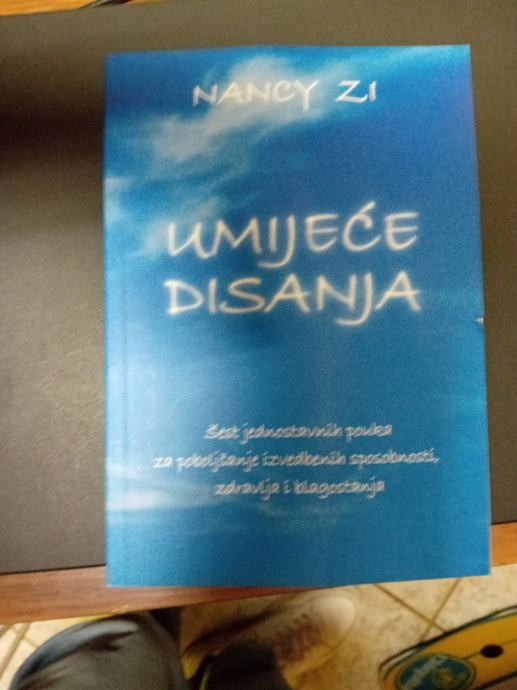 NANCY ZI
UMIJEĆE
DISANJA
Šest jednostavnih pouka
za poboljšanje izvedbenih sposobnosti,
zdravlja i blagostanja